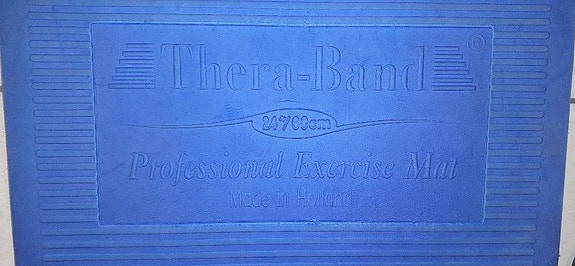 Thera-Band®
24"/60cm
Professional Exercise Mat
Made in Holland